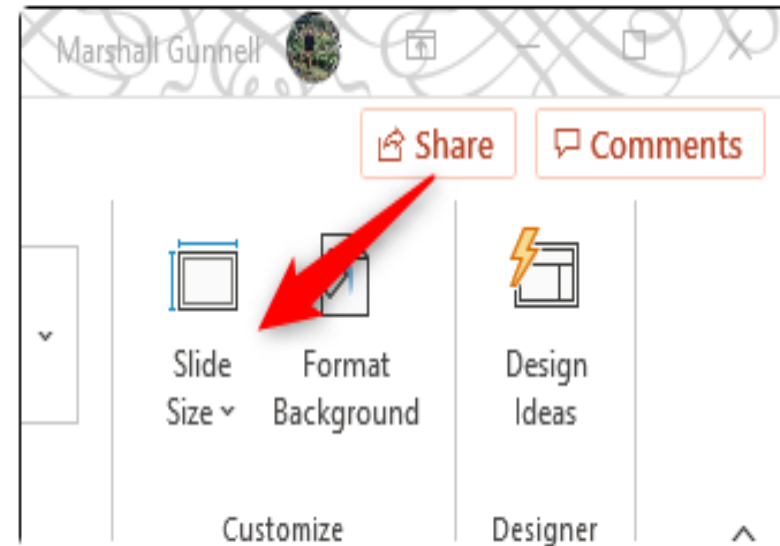 Marshall Gunnell
Share Comments
Slide Format Design
Size Background Ideas
Customize Designer